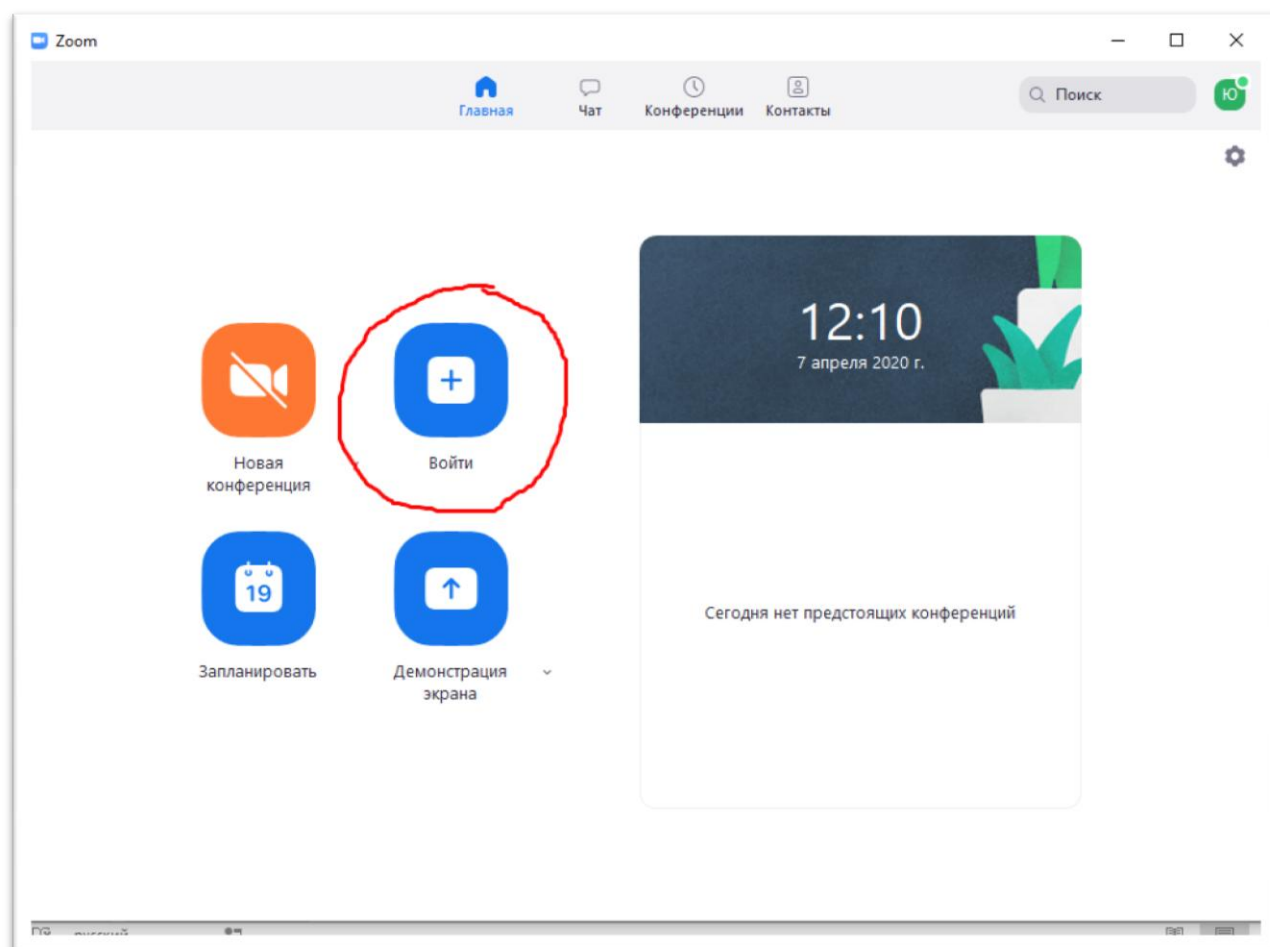 Zoom
Главная
Чат
Конференции
Контакты
Поиск
Ю
12:10
7 апреля 2020 г.
Новая
конференция
Войти
19
Запланировать
Демонстрация
экрана
Сегодня нет предстоящих конференций
русский